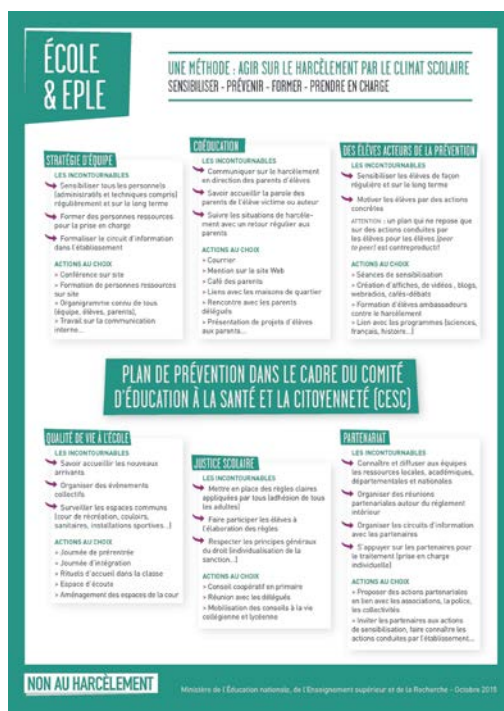 ÉCOLE
& EPLE
UNE MÉTHODE : AGIR SUR LE HARCÈLEMENT PAR LE CLIMAT SCOLAIRE
SENSIBILISER - PRÉVENIR - FORMER - PRENDRE EN CHARGE
STRATÉGIE D'ÉQUIPE
LES INCONTOURNABLES
Sensibiliser tous les personnels
(administratifs et techniques compris)
régulièrement et sur le long terme
Former des personnes ressources
pour la prise en charge
Formaliser le circuit d'information
dans l'établissement
ACTIONS AU CHOIX
» Conférence sur site
» Formation de personnes ressources
sur site
» Organigramme connu de tous
(équipe, élèves, parents),
» Travail sur la communication
interne...
COÉDUCATION
LES INCONTOURNABLES
Communiquer sur le harcèlement
en direction des parents d'élèves
Savoir accueillir la parole des
parents de l'élève victime ou auteur
Suivre les situations de harcèle-
ment avec un retour régulier aux
parents
ACTIONS AU CHOIX
» Courrier
» Mention sur le site Web
» Café des parents
» Liens avec les maisons de quartier
» Rencontre avec les parents
délégués
» Présentation de projets d'élèves
aux parents...
DES ÉLÈVES ACTEURS DE LA PRÉVENTION
LES INCONTOURNABLES
Sensibiliser les élèves de façon
régulière et sur le long terme
Motiver les élèves par des actions
concrètes
ATTENTION : un plan qui ne repose que
sur des actions conduites par
les élèves pour les élèves (peer
to peer) est contreproductif
ACTIONS AU CHOIX
» Séances de sensibilisation
» Création d'affiches, de vidéos , blogs,
webradios, cafés-débats
» Formation d'élèves ambassadeurs
contre le harcèlement
» Lien avec les programmes (sciences,
français, histoire...)
PLAN DE PRÉVENTION DANS LE CADRE DU COMITÉ
D'ÉDUCATION À LA SANTÉ ET LA CITOYENNETÉ (CESC)
QUALITÉ DE VIE À L'ÉCOLE
LES INCONTOURNABLES
Savoir accueillir les nouveaux
arrivants
Organiser des évènements
collectifs
Surveiller les espaces communs
(cour de récréation, couloirs,
sanitaires, installations sportives...)
ACTIONS AU CHOIX
» Journée de prérentrée
» Journée d'intégration
» Rituels d'accueil dans la classe
» Espace d'écoute
» Aménagement des espaces de la cour
JUSTICE SCOLAIRE
LES INCONTOURNABLES
Mettre en place des règles claires
appliquées par tous (adhésion de tous
les adultes)
Faire participer les élèves à
l'élaboration des règles
Respecter les principes généraux
du droit (individualisation de la
sanction...)
ACTIONS AU CHOIX
» Conseil coopératif en primaire
» Réunion avec les délégués
» Mobilisation des conseils à la vie
collégienne et lycéenne
PARTENARIAT
LES INCONTOURNABLES
Connaître et diffuser aux équipes
les ressources locales, académiques,
départementales et nationales
Organiser des réunions
partenariales autour du règlement
intérieur
Organiser les circuits d'information
avec les partenaires
S'appuyer sur les partenaires pour
le traitement (prise en charge
individuelle)
ACTIONS AU CHOIX
» Proposer des actions partenariales
en lien avec les associations, la police,
les collectivités.
» Inviter les partenaires aux actions
de sensibilisation, faire connaître les
actions conduites par l'établissement...
NON AU HARCÈLEMENT
Ministère de l'Éducation nationale, de l'Enseignement supérieur et de la Recherche - Octobre 2015